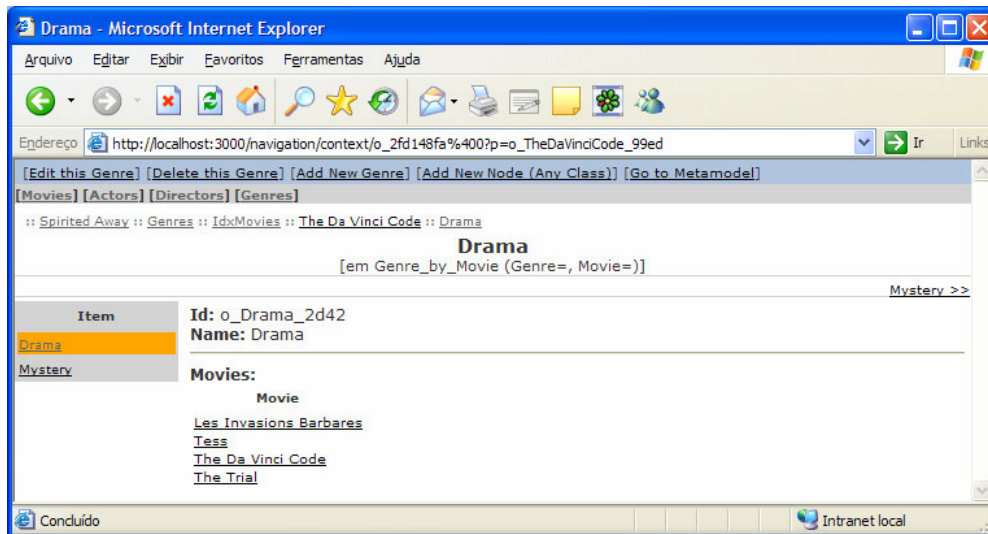 Drama - Microsoft Internet Explorer
Arquivo Editar Exibir Favoritos Ferramentas Ajuda
Endereço http://localhost:3000/navigation/context/o_2fd148fa%400?p=o_TheDaVinciCode_99ed Ir Links
[Edit this Genre] [Delete this Genre] [Add New Genre] [Add New Node (Any Class)] [Go to Metamodel]
[Movies] [Actors] [Directors] [Genres]
:: Spirited Away :: Genres :: IdxMovies :: The Da Vinci Code :: Drama
Drama
[em Genre_by_Movie (Genre=, Movie=)]
Mystery >>
Item
Drama
Mystery
Id: o_Drama_2d42
Name: Drama
Movies:
Movie
Les Invasions Barbares
Tess
The Da Vinci Code
The Trial
Concluído Intranet local